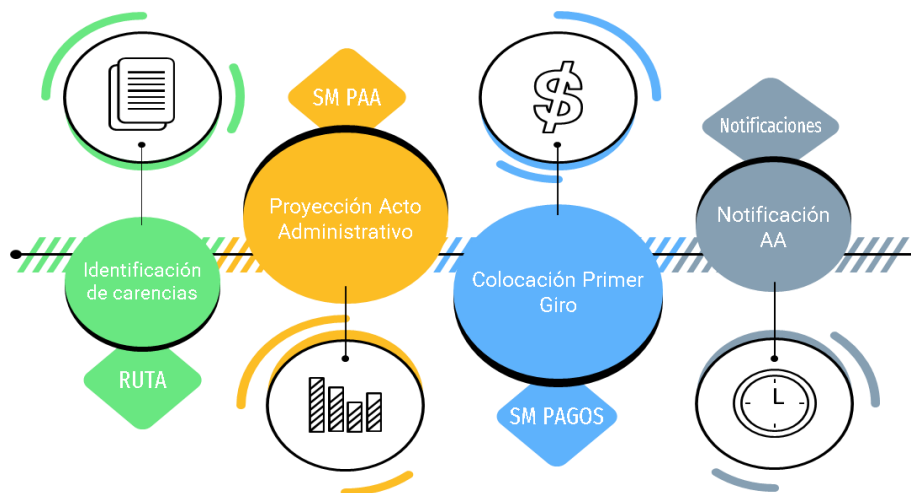 Identificación
de carencias
RUTA
SM PAA
Proyección Acto
Administrativo
$
Colocación Primer
Giro
SM PAGOS
Notificaciones
Notificación
AA